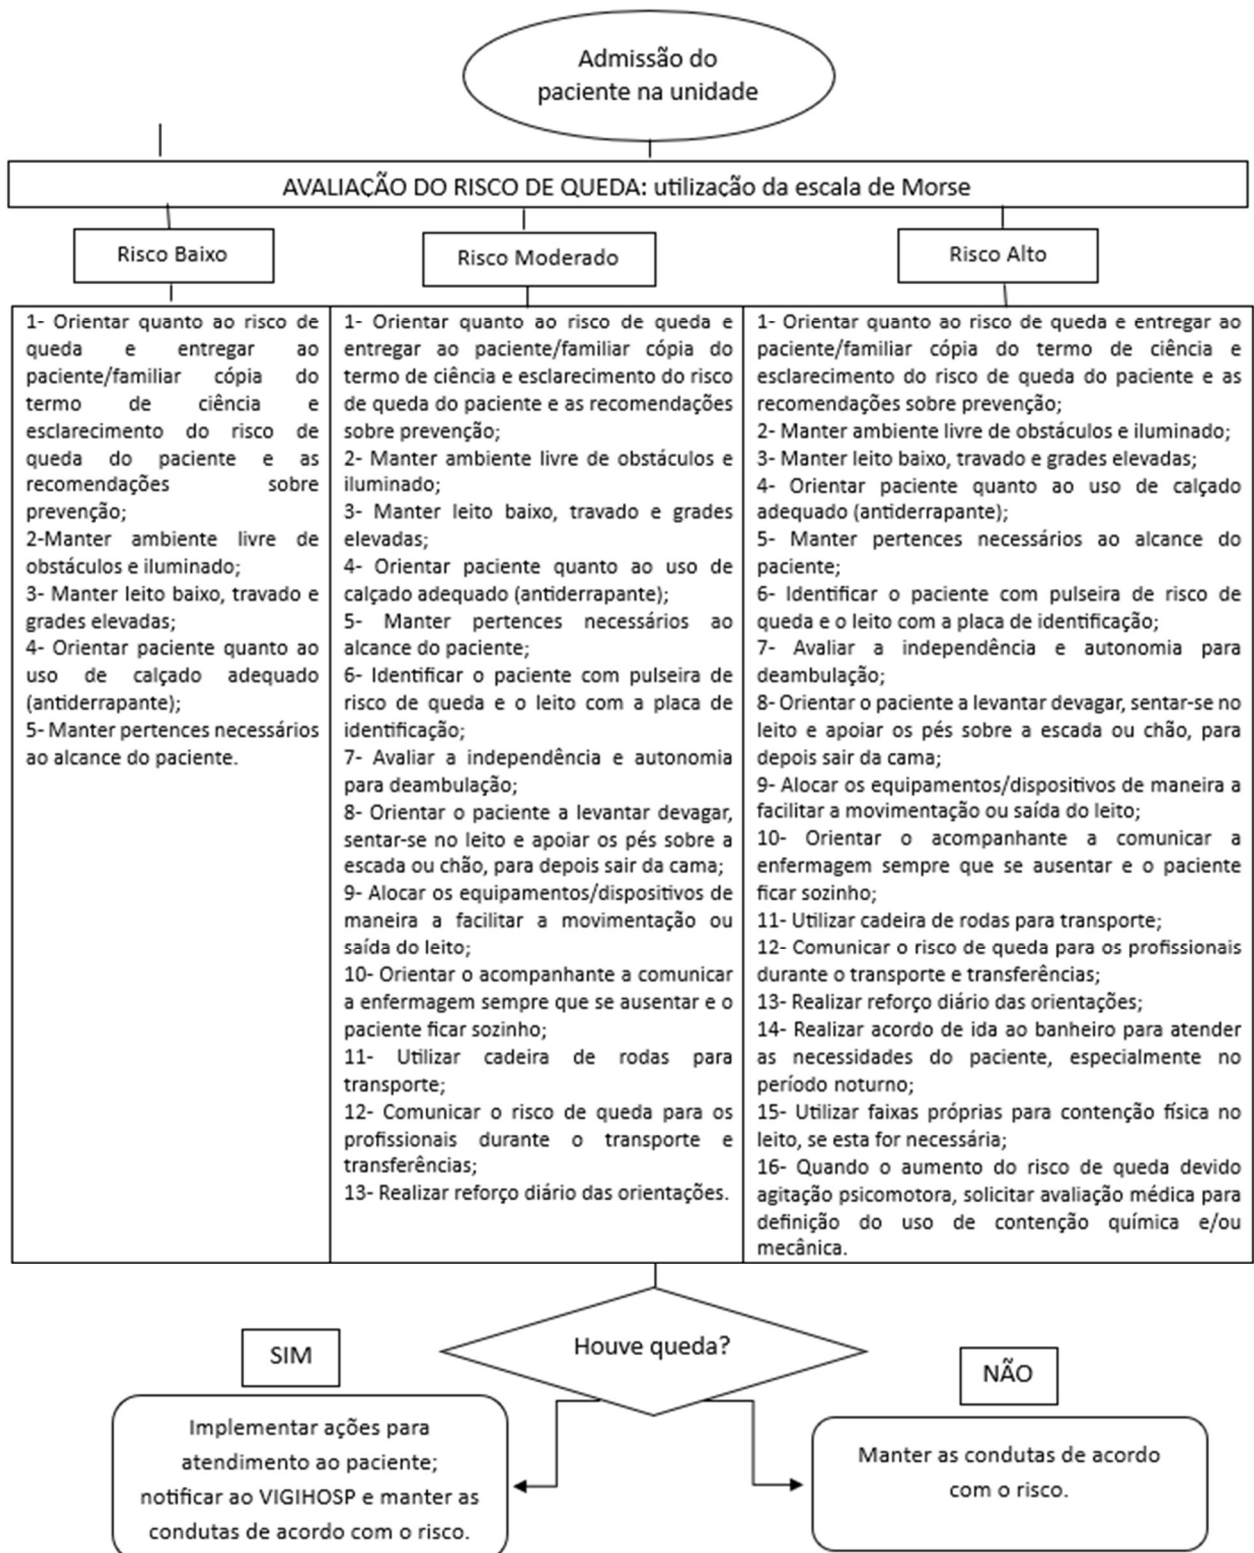 Admissão do
paciente na unidade
AVALIAÇÃO DO RISCO DE QUEDA: utilização da escala de Morse
Risco Baixo
1- Orientar quanto ao risco de
queda e entregar ao
paciente/familiar cópia do
termo de ciência e
esclarecimento do risco de
queda do paciente e as
recomendações sobre
prevenção;
2-Manter ambiente livre de
obstáculos e iluminado;
3- Manter leito baixo, travado e
grades elevadas;
4- Orientar paciente quanto ao
uso de calçado adequado
(antiderrapante);
5- Manter pertences necessários
ao alcance do paciente.
Risco Moderado
1- Orientar quanto ao risco de queda e
entregar ao paciente/familiar cópia do
termo de ciência e esclarecimento do risco
de queda do paciente e as recomendações
sobre prevenção;
2- Manter ambiente livre de obstáculos e
iluminado;
3- Manter leito baixo, travado e grades
elevadas;
4- Orientar paciente quanto ao uso de
calçado adequado (antiderrapante);
5- Manter pertences necessários ao
alcance do paciente;
6- Identificar o paciente com pulseira de
risco de queda e o leito com a placa de
identificação;
7- Avaliar a independência e autonomia
para deambulação;
8- Orientar o paciente a levantar devagar,
sentar-se no leito e apoiar os pés sobre a
escada ou chão, para depois sair da cama;
9- Alocar os equipamentos/dispositivos de
maneira a facilitar a movimentação ou
saída do leito;
10- Orientar o acompanhante a comunicar
a enfermagem sempre que se ausentar e o
paciente ficar sozinho;
11- Utilizar cadeira de rodas para
transporte;
12- Comunicar o risco de queda para os
profissionais durante o transporte e
transferências;
13- Realizar reforço diário das orientações.
Risco Alto
1- Orientar quanto ao risco de queda e entregar ao
paciente/familiar cópia do termo de ciência e
esclarecimento do risco de queda do paciente e as
recomendações sobre prevenção;
2- Manter ambiente livre de obstáculos e iluminado;
3- Manter leito baixo, travado e grades elevadas;
4- Orientar paciente quanto ao uso de calçado
adequado (antiderrapante);
5- Manter pertences necessários ao alcance do
paciente;
6- Identificar o paciente com pulseira de risco de
queda e o leito com a placa de identificação;
7- Avaliar a independência e autonomia para
deambulação;
8- Orientar o paciente a levantar devagar, sentar-se no
leito e apoiar os pés sobre a escada ou chão, para
depois sair da cama;
9- Alocar os equipamentos/dispositivos de maneira a
facilitar a movimentação ou saída do leito;
10- Orientar o acompanhante a comunicar a
enfermagem sempre que se ausentar e o paciente
ficar sozinho;
11- Utilizar cadeira de rodas para transporte;
12- Comunicar o risco de queda para os profissionais
durante o transporte e transferências;
13- Realizar reforço diário das orientações;
14- Realizar acordo de ida ao banheiro para atender
as necessidades do paciente, especialmente no
período noturno;
15- Utilizar faixas próprias para contenção física no
leito, se esta for necessária;
16- Quando o aumento do risco de queda devido
agitação psicomotora, solicitar avaliação médica para
definição do uso de contenção química e/ou
mecânica.
Houve queda?
SIM
Implementar ações para
atendimento ao paciente;
notificar ao VIGIHOSP e manter as
condutas de acordo com o risco.
NÃO
Manter as condutas de acordo
com o risco.